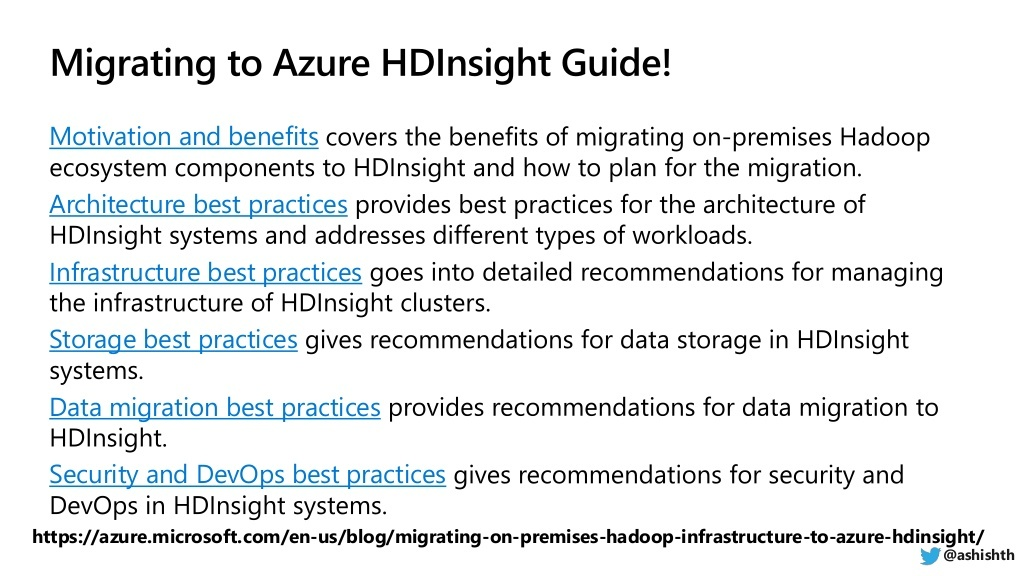 Migrating to Azure HDInsight Guide!
Motivation and benefits covers the benefits of migrating on-premises Hadoop
ecosystem components to HDInsight and how to plan for the migration.
Architecture best practices provides best practices for the architecture of
HDInsight systems and addresses different types of workloads.
Infrastructure best practices goes into detailed recommendations for managing
the infrastructure of HDInsight clusters.
Storage best practices gives recommendations for data storage in HDInsight
systems.
Data migration best practices provides recommendations for data migration to
HDInsight.
Security and DevOps best practices gives recommendations for security and
DevOps in HDInsight systems.
https://azure.microsoft.com/en-us/blog/migrating-on-premises-hadoop-infrastructure-to-azure-hdinsight/
@ashishth